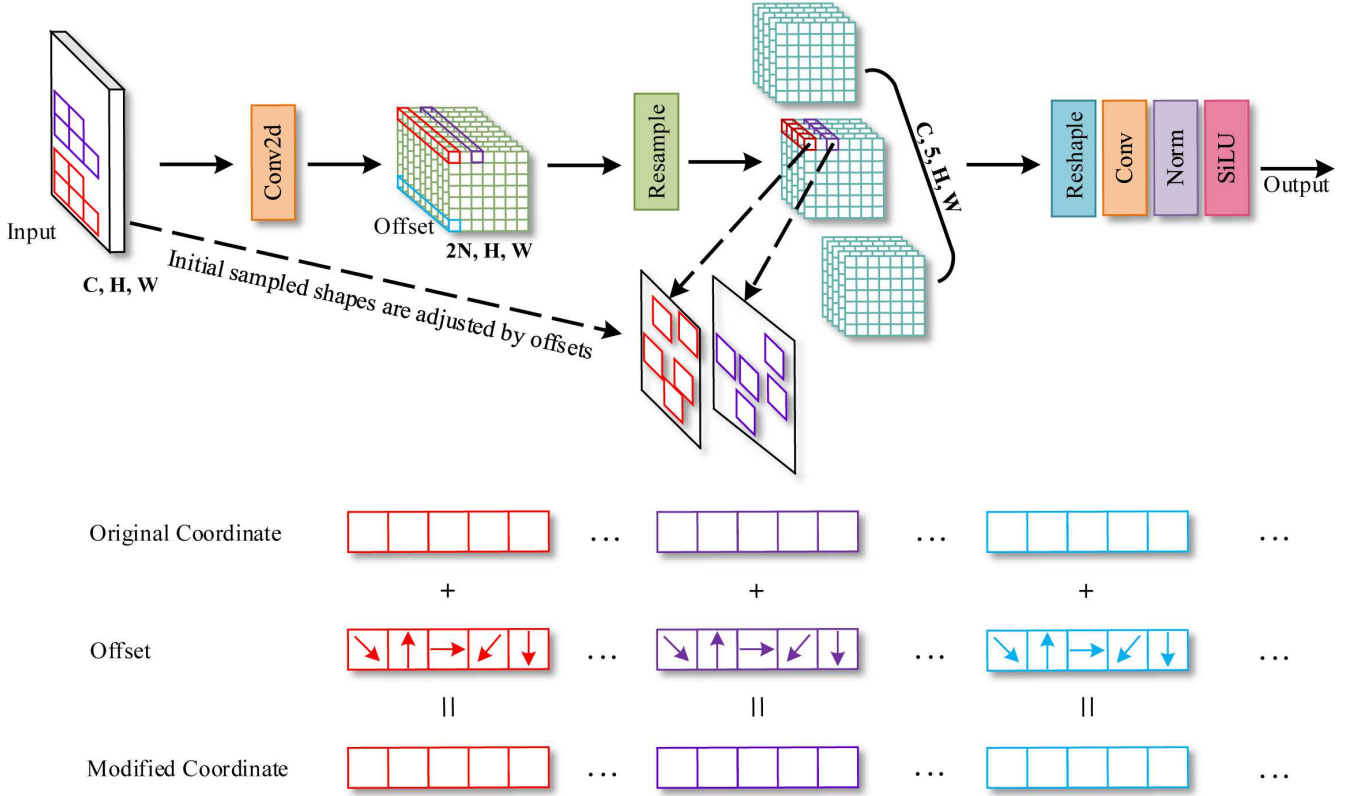 Input
C, H, W
Conv2d
Offset
2N, H, W
Resample
C, 5, H, W
Reshape
Conv
Norm
SiLU
Output
Initial sampled shapes are adjusted by offsets
Original Coordinate
... ... ...
+ + +
Offset
... ... ...
= = =
Modified Coordinate
... ... ...